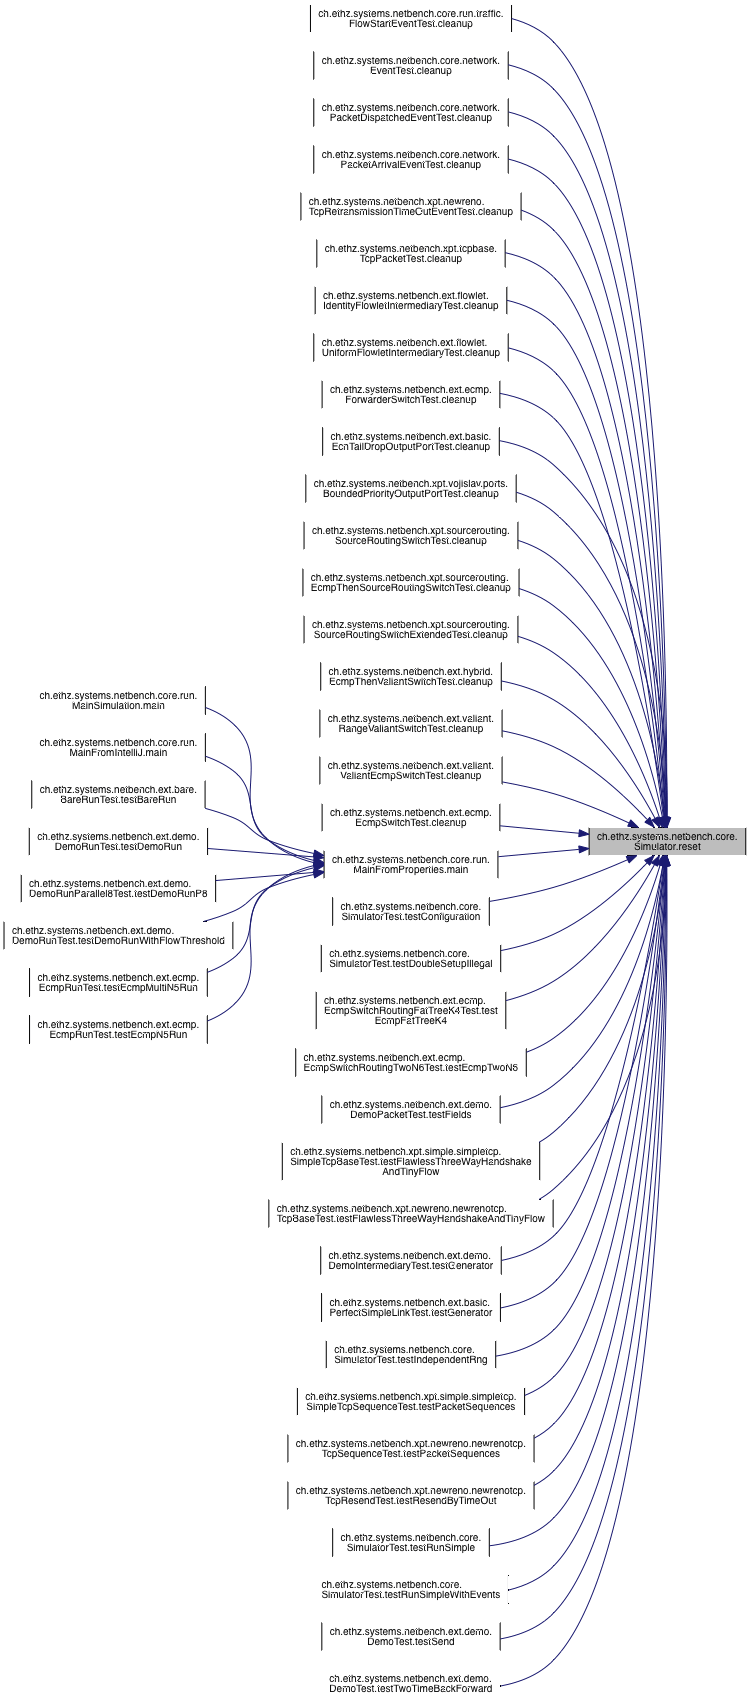 ch.ethz.systems.netbench.core.run.traffic.
FlowStartEventTest.cleanup
ch.ethz.systems.netbench.core.network.
EventTest.cleanup
ch.ethz.systems.netbench.core.network.
PacketDispatchedEventTest.cleanup
ch.ethz.systems.netbench.core.network.
PacketArrivalEventTest.cleanup
ch.ethz.systems.netbench.xpt.newreno.
TcpRetransmissionTimeOutEventTest.cleanup
ch.ethz.systems.netbench.xpt.tcpbase.
TcpPacketTest.cleanup
ch.ethz.systems.netbench.ext.flowlet.
IdentityFlowletIntermediaryTest.cleanup
ch.ethz.systems.netbench.ext.flowlet.
UniformFlowletIntermediaryTest.cleanup
ch.ethz.systems.netbench.ext.ecmp.
ForwarderSwitchTest.cleanup
ch.ethz.systems.netbench.ext.basic.
EcnTailDropOutputPortTest.cleanup
ch.ethz.systems.netbench.xpt.vojislav.ports.
BoundedPriorityOutputPortTest.cleanup
ch.ethz.systems.netbench.xpt.sourcerouting.
SourceRoutingSwitchTest.cleanup
ch.ethz.systems.netbench.xpt.sourcerouting.
EcmpThenSourceRoutingSwitchTest.cleanup
ch.ethz.systems.netbench.xpt.sourcerouting.
SourceRoutingSwitchExtendedTest.cleanup
ch.ethz.systems.netbench.ext.hybrid.
EcmpThenValiantSwitchTest.cleanup
ch.ethz.systems.netbench.ext.valiant.
RangeValiantSwitchTest.cleanup
ch.ethz.systems.netbench.ext.valiant.
ValiantEcmpSwitchTest.cleanup
ch.ethz.systems.netbench.ext.ecmp.
EcmpSwitchTest.cleanup
ch.ethz.systems.netbench.core.run.
MainFromProperties.main
ch.ethz.systems.netbench.core.run.
MainSimulation.main
ch.ethz.systems.netbench.core.run.
MainFromIntelliJ.main
ch.ethz.systems.netbench.ext.bare.
BareRunTest.testBareRun
ch.ethz.systems.netbench.ext.demo.
DemoRunTest.testDemoRun
ch.ethz.systems.netbench.ext.demo.
DemoRunParallel8Test.testDemoRunP8
ch.ethz.systems.netbench.ext.demo.
DemoRunTest.testDemoRunWithFlowThreshold
ch.ethz.systems.netbench.ext.ecmp.
EcmpRunTest.testEcmpMultiN5Run
ch.ethz.systems.netbench.ext.ecmp.
EcmpRunTest.testEcmpN5Run
ch.ethz.systems.netbench.core.
Simulator.reset
ch.ethz.systems.netbench.core.
SimulatorTest.testConfiguration
ch.ethz.systems.netbench.core.
SimulatorTest.testDoubleSetupIllegal
ch.ethz.systems.netbench.ext.ecmp.
EcmpSwitchRoutingFatTreeK4Test.test
EcmpFatTreeK4
ch.ethz.systems.netbench.ext.ecmp.
EcmpSwitchRoutingTwoN6Test.testEcmpTwoN6
ch.ethz.systems.netbench.ext.demo.
DemoPacketTest.testFields
ch.ethz.systems.netbench.xpt.simple.simpletcp.
SimpleTcpBaseTest.testFlawlessThreeWayHandshake
AndTinyFlow
ch.ethz.systems.netbench.xpt.newreno.newrenotcp.
TcpBaseTest.testFlawlessThreeWayHandshakeAndTinyFlow
ch.ethz.systems.netbench.ext.demo.
DemoIntermediaryTest.testGenerator
ch.ethz.systems.netbench.ext.basic.
PerfectSimpleLinkTest.testGenerator
ch.ethz.systems.netbench.core.
SimulatorTest.testIndependentRng
ch.ethz.systems.netbench.xpt.simple.simpletcp.
SimpleTcpSequenceTest.testPacketSequences
ch.ethz.systems.netbench.xpt.newreno.newrenotcp.
TcpSequenceTest.testPacketSequences
ch.ethz.systems.netbench.xpt.newreno.newrenotcp.
TcpResendTest.testResendByTimeOut
ch.ethz.systems.netbench.core.
SimulatorTest.testRunSimple
ch.ethz.systems.netbench.core.
SimulatorTest.testRunSimpleWithEvents
ch.ethz.systems.netbench.ext.demo.
DemoTest.testSend
ch.ethz.systems.netbench.ext.demo.
DemoTest.testTwoTimeBackForward